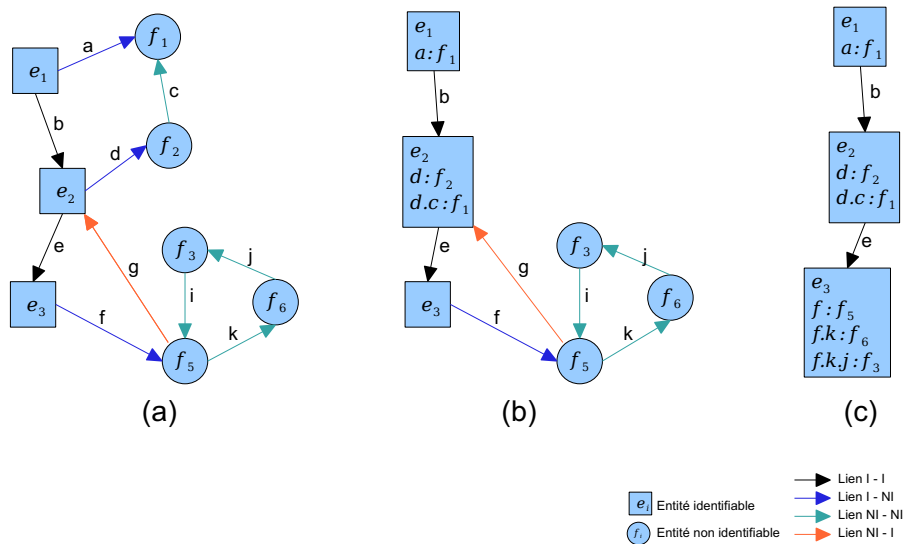 a
f₁
e₁
b
c
d
f₂
e₂
e
g
f₃
j
i
f₆
e₃
f
k
f₅
(a)
e₁
a:f₁
b
e₂
d:f₂
d.c:f₁
e
g
f₃
j
i
f₆
e₃
f
k
f₅
(b)
e₁
a:f₁
b
e₂
d:f₂
d.c:f₁
e
e₃
f:f₅
f.k:f₆
f.k.j:f₃
(c)
eᵢ Entité identifiable
fᵢ Entité non identifiable
Lien I - I
Lien I - NI
Lien NI - NI
Lien NI - I